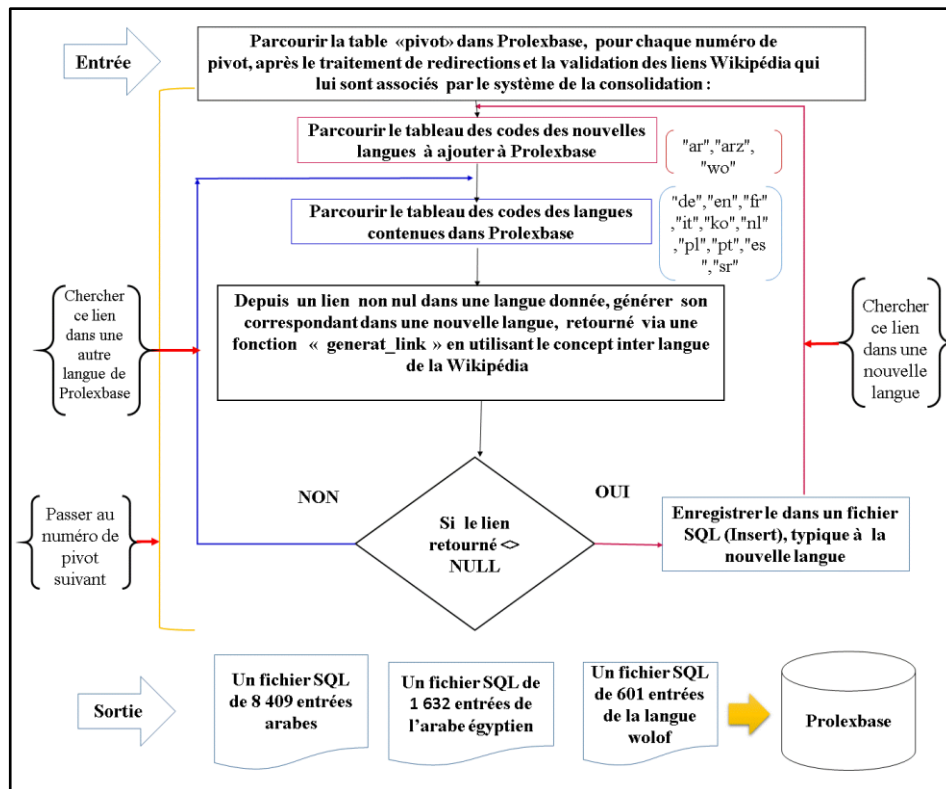 Entrée
Parcourir la table «pivot» dans Prolexbase, pour chaque numéro de
pivot, après le traitement de redirections et la validation des liens Wikipédia qui
lui sont associés par le système de la consolidation :
Parcourir le tableau des codes des nouvelles
langues à ajouter à Prolexbase
"ar","arz",
"wo"
Parcourir le tableau des codes des langues
contenues dans Prolexbase
"de","en","fr"
,"it","ko","nl"
,"pl","pt","es
","sr"
Depuis un lien non nul dans une langue donnée, générer son
correspondant dans une nouvelle langue, retourné via une
fonction « generat_link » en utilisant le concept inter langue
de la Wikipédia
Chercher
ce lien
dans une
autre
langue de
Prolexbase
Chercher
ce lien
dans une
nouvelle
langue
NON
OUI
Si le lien
retourné <>
NULL
Enregistrer le dans un fichier
SQL (Insert), typique à la
nouvelle langue
Passer au
numéro de
pivot
suivant
Sortie
Un fichier SQL
de 8 409 entrées
arabes
Un fichier SQL de
1 632 entrées de
l'arabe égyptien
Un fichier SQL
de 601 entrées
de la langue
wolof
Prolexbase